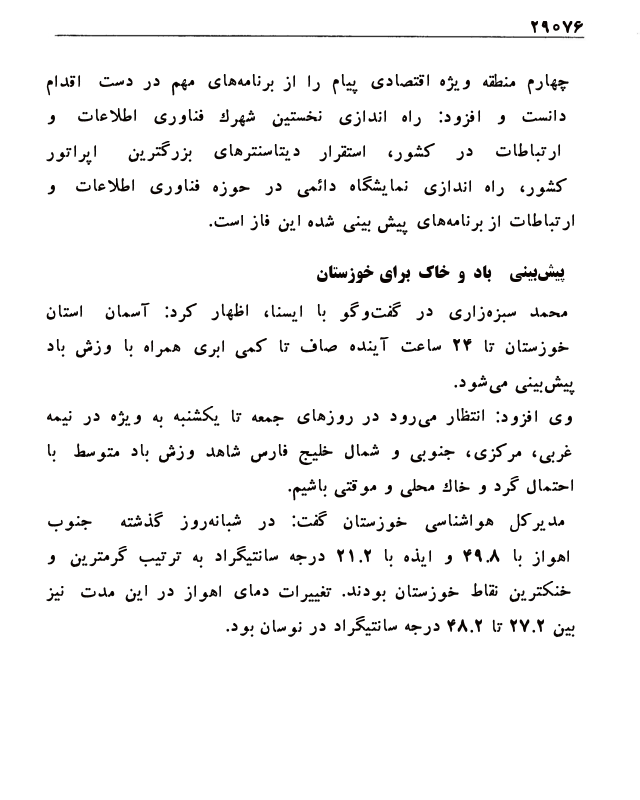 ۲۹۰۷۶
چهارم منطقه ویژه اقتصادی پیام را از برنامه‌های مهم در دست اقدام
دانست و افزود: راه اندازی نخستین شهرك فناوری اطلاعات و
ارتباطات در کشور، استقرار دیتاسنترهای بزرگترین اپراتور
کشور، راه اندازی نمایشگاه دائمی در حوزه فناوری اطلاعات و
ارتباطات از برنامه‌های پیش بینی شده این فاز است.
پیش‌بینی باد و خاک برای خوزستان
محمد سبزه‌زاری در گفت‌وگو با ایسنا، اظهار کرد: آسمان استان
خوزستان تا ۲۴ ساعت آینده صاف تا کمی ابری همراه با وزش باد
پیش‌بینی می‌شود.
وی افزود: انتظار می‌رود در روزهای جمعه تا یکشنبه به ویژه در نیمه
غربی، مرکزی، جنوبی و شمال خلیج فارس شاهد وزش باد متوسط با
احتمال گرد و خاك محلی و موقتی باشیم.
مدیرکل هواشناسی خوزستان گفت: در شبانه‌روز گذشته جنوب
اهواز با ۴۹.۸ و ایذه با ۲۱.۲ درجه سانتیگراد به ترتیب گرمترین و
خنکترین نقاط خوزستان بودند. تغییرات دمای اهواز در این مدت نیز
بین ۲۷.۲ تا ۴۸.۲ درجه سانتیگراد در نوسان بود.